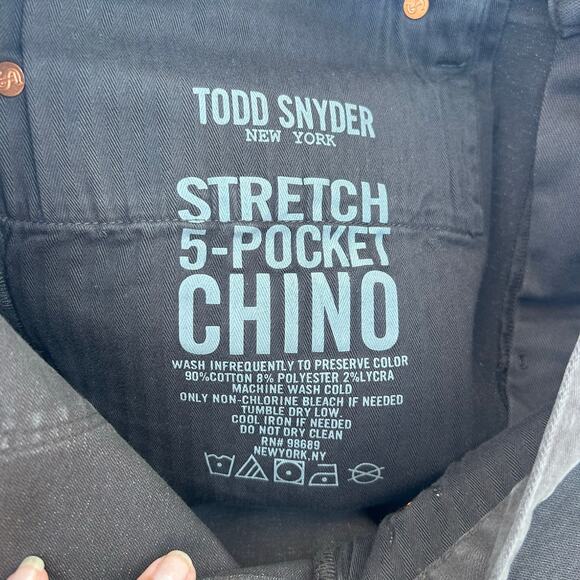 TODD SNYDER
NEW YORK
STRETCH
5-POCKET
CHINO
WASH INFREQUENTLY TO PRESERVE COLOR
90%COTTON 8% POLYESTER 2%LYCRA
MACHINE WASH COLD
ONLY NON-CHLORINE BLEACH IF NEEDED
TUMBLE DRY LOW.
COOL IRON IF NEEDED
DO NOT DRY CLEAN
RN# 98689
NEWYORK,NY